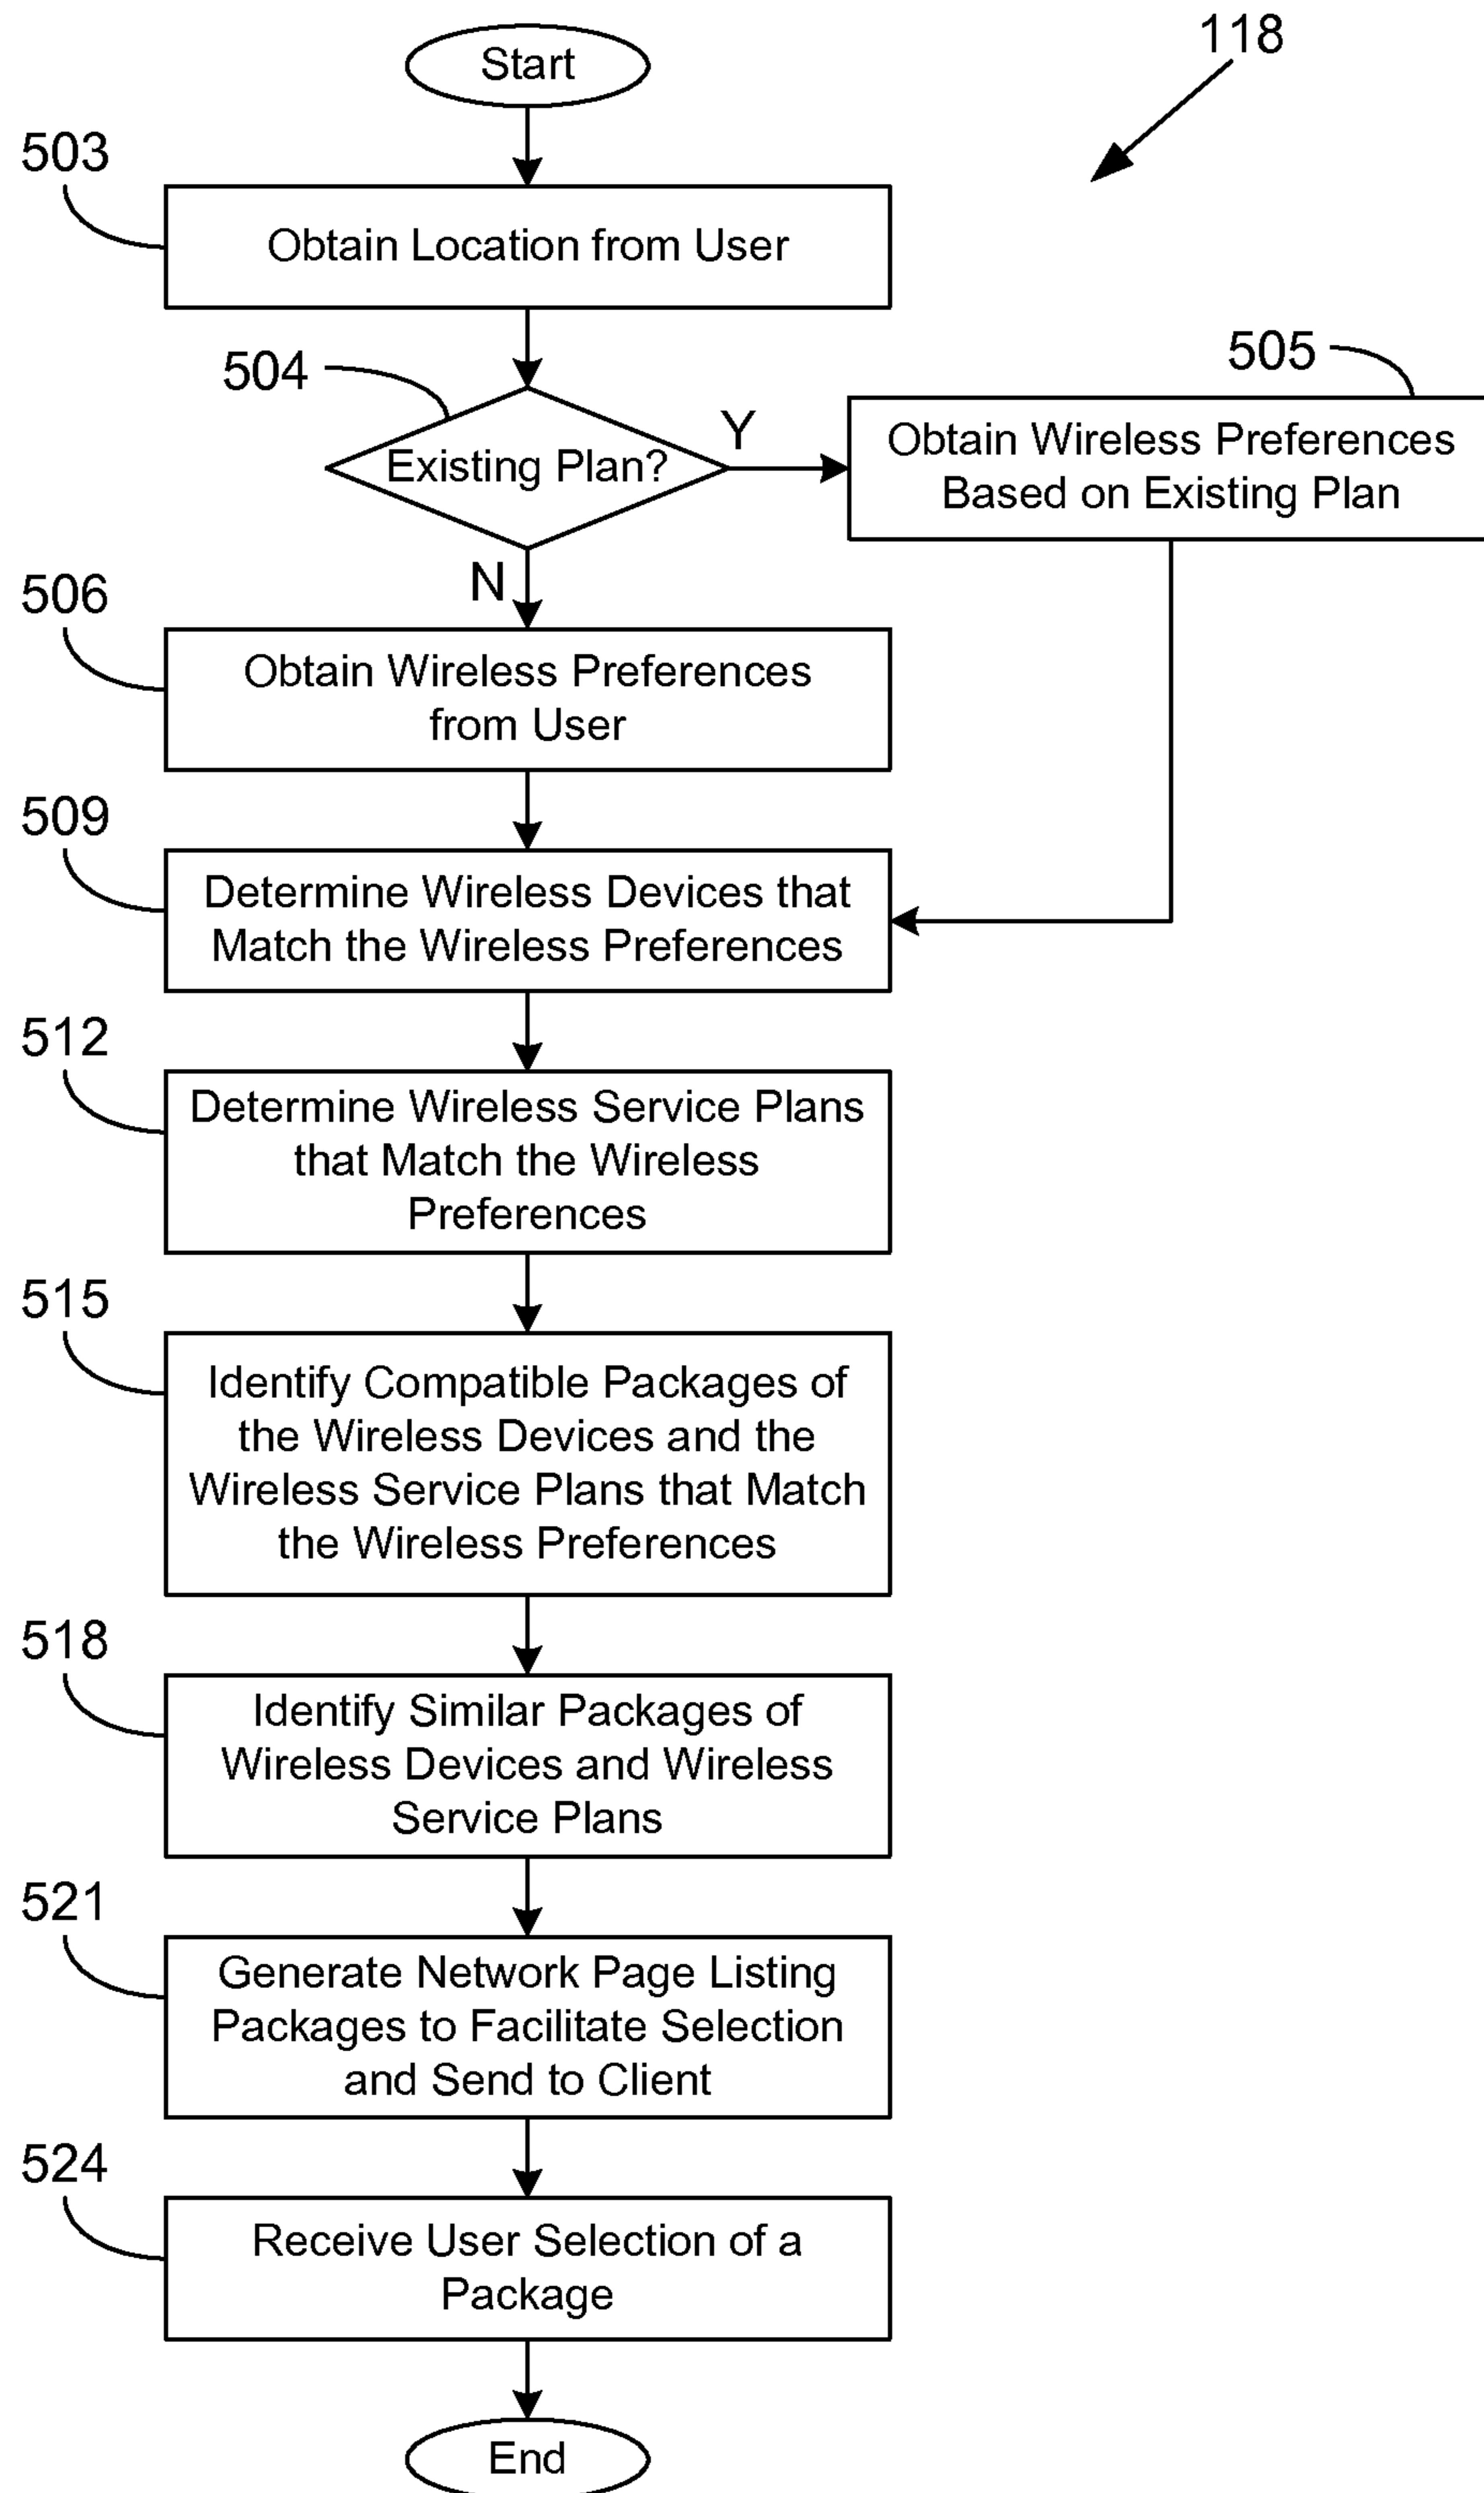 Start
118
503
Obtain Location from User
504
Existing Plan?
Y
505
Obtain Wireless Preferences
Based on Existing Plan
N
506
Obtain Wireless Preferences
from User
509
Determine Wireless Devices that
Match the Wireless Preferences
512
Determine Wireless Service Plans
that Match the Wireless
Preferences
515
Identify Compatible Packages of
the Wireless Devices and the
Wireless Service Plans that Match
the Wireless Preferences
518
Identify Similar Packages of
Wireless Devices and Wireless
Service Plans
521
Generate Network Page Listing
Packages to Facilitate Selection
and Send to Client
524
Receive User Selection of a
Package
End